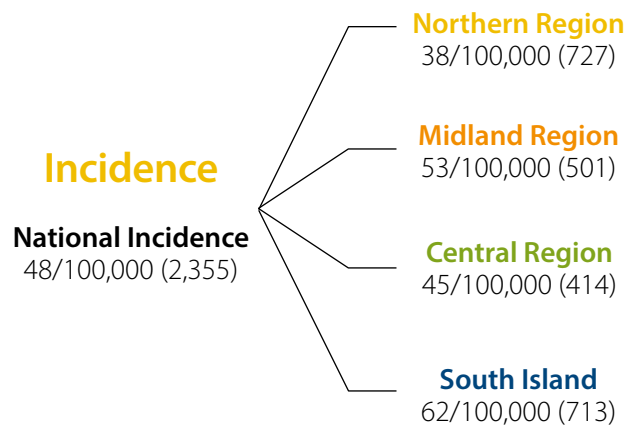 Incidence
National Incidence
48/100,000 (2,355)
Northern Region
38/100,000 (727)
Midland Region
53/100,000 (501)
Central Region
45/100,000 (414)
South Island
62/100,000 (713)